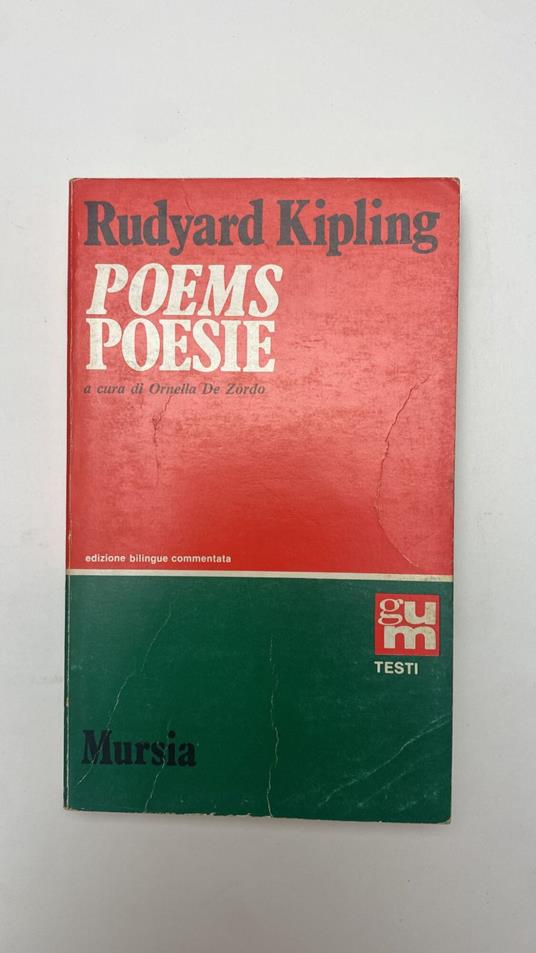 Rudyard Kipling
POEMS
POESIE
a cura di Ornella De Zordo
edizione bilingue commentata
gu
m
TESTI
Mursia